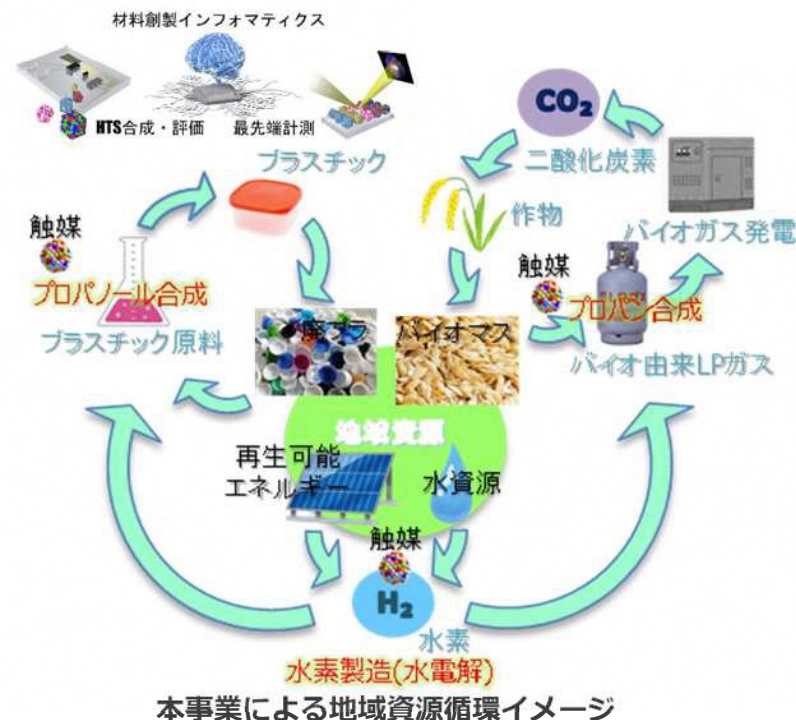 材料創製インフォマティクス
HTS合成・評価
最先端計測
プラスチック
CO₂
二酸化炭素
作物
バイオガス発電
触媒
プロパノール合成
プラスチック原料
触媒
プロパン合成
バイオ由来LPガス
廃プラ
バイオマス
地域資源
再生可能
エネルギー
水資源
触媒
H₂
水素
水素製造(水電解)
本事業による地域資源循環イメージ